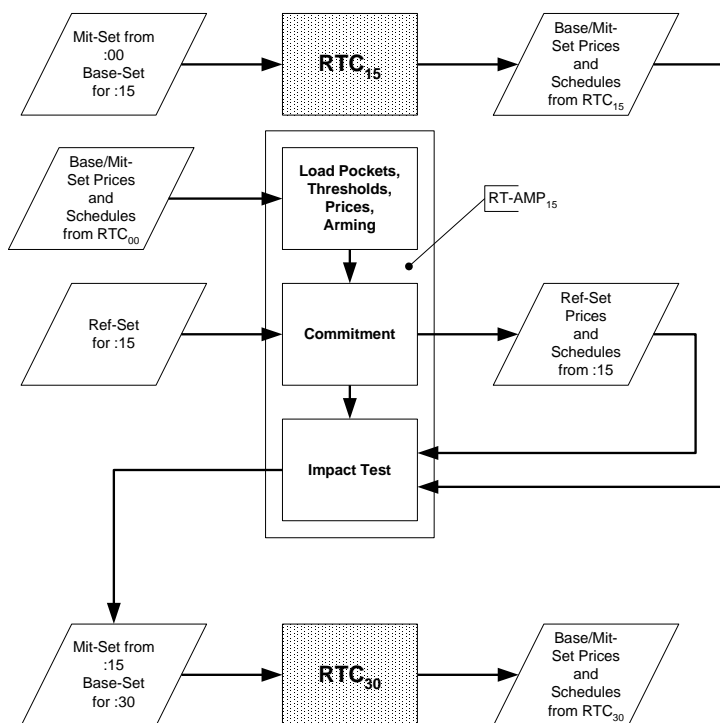 Mit-Set from
:00
Base-Set
for :15
RTC15
Base/Mit-
Set Prices
and
Schedules
from RTC15
Base/Mit-
Set Prices
and
Schedules
from RTC00
Load Pockets,
Thresholds,
Prices,
Arming
RT-AMP15
Ref-Set
for :15
Commitment
Ref-Set
Prices
and
Schedules
from :15
Impact Test
Mit-Set from
:15
Base-Set
for :30
RTC30
Base/Mit-
Set Prices
and
Schedules
from RTC30